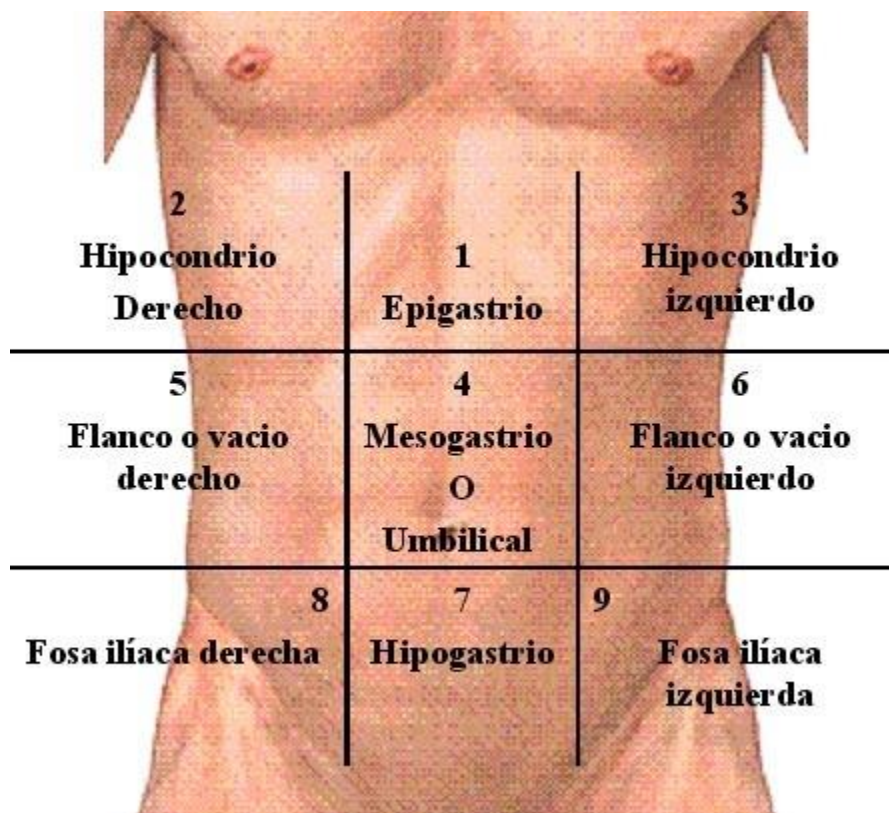 2
Hipocondrio
Derecho
1
Epigastrio
3
Hipocondrio
izquierdo
5
Flanco o vacio
derecho
4
Mesogastrio
O
Umbilical
6
Flanco o vacio
izquierdo
8
Fosa ilíaca derecha
7
Hipogastrio
9
Fosa ilíaca
izquierda